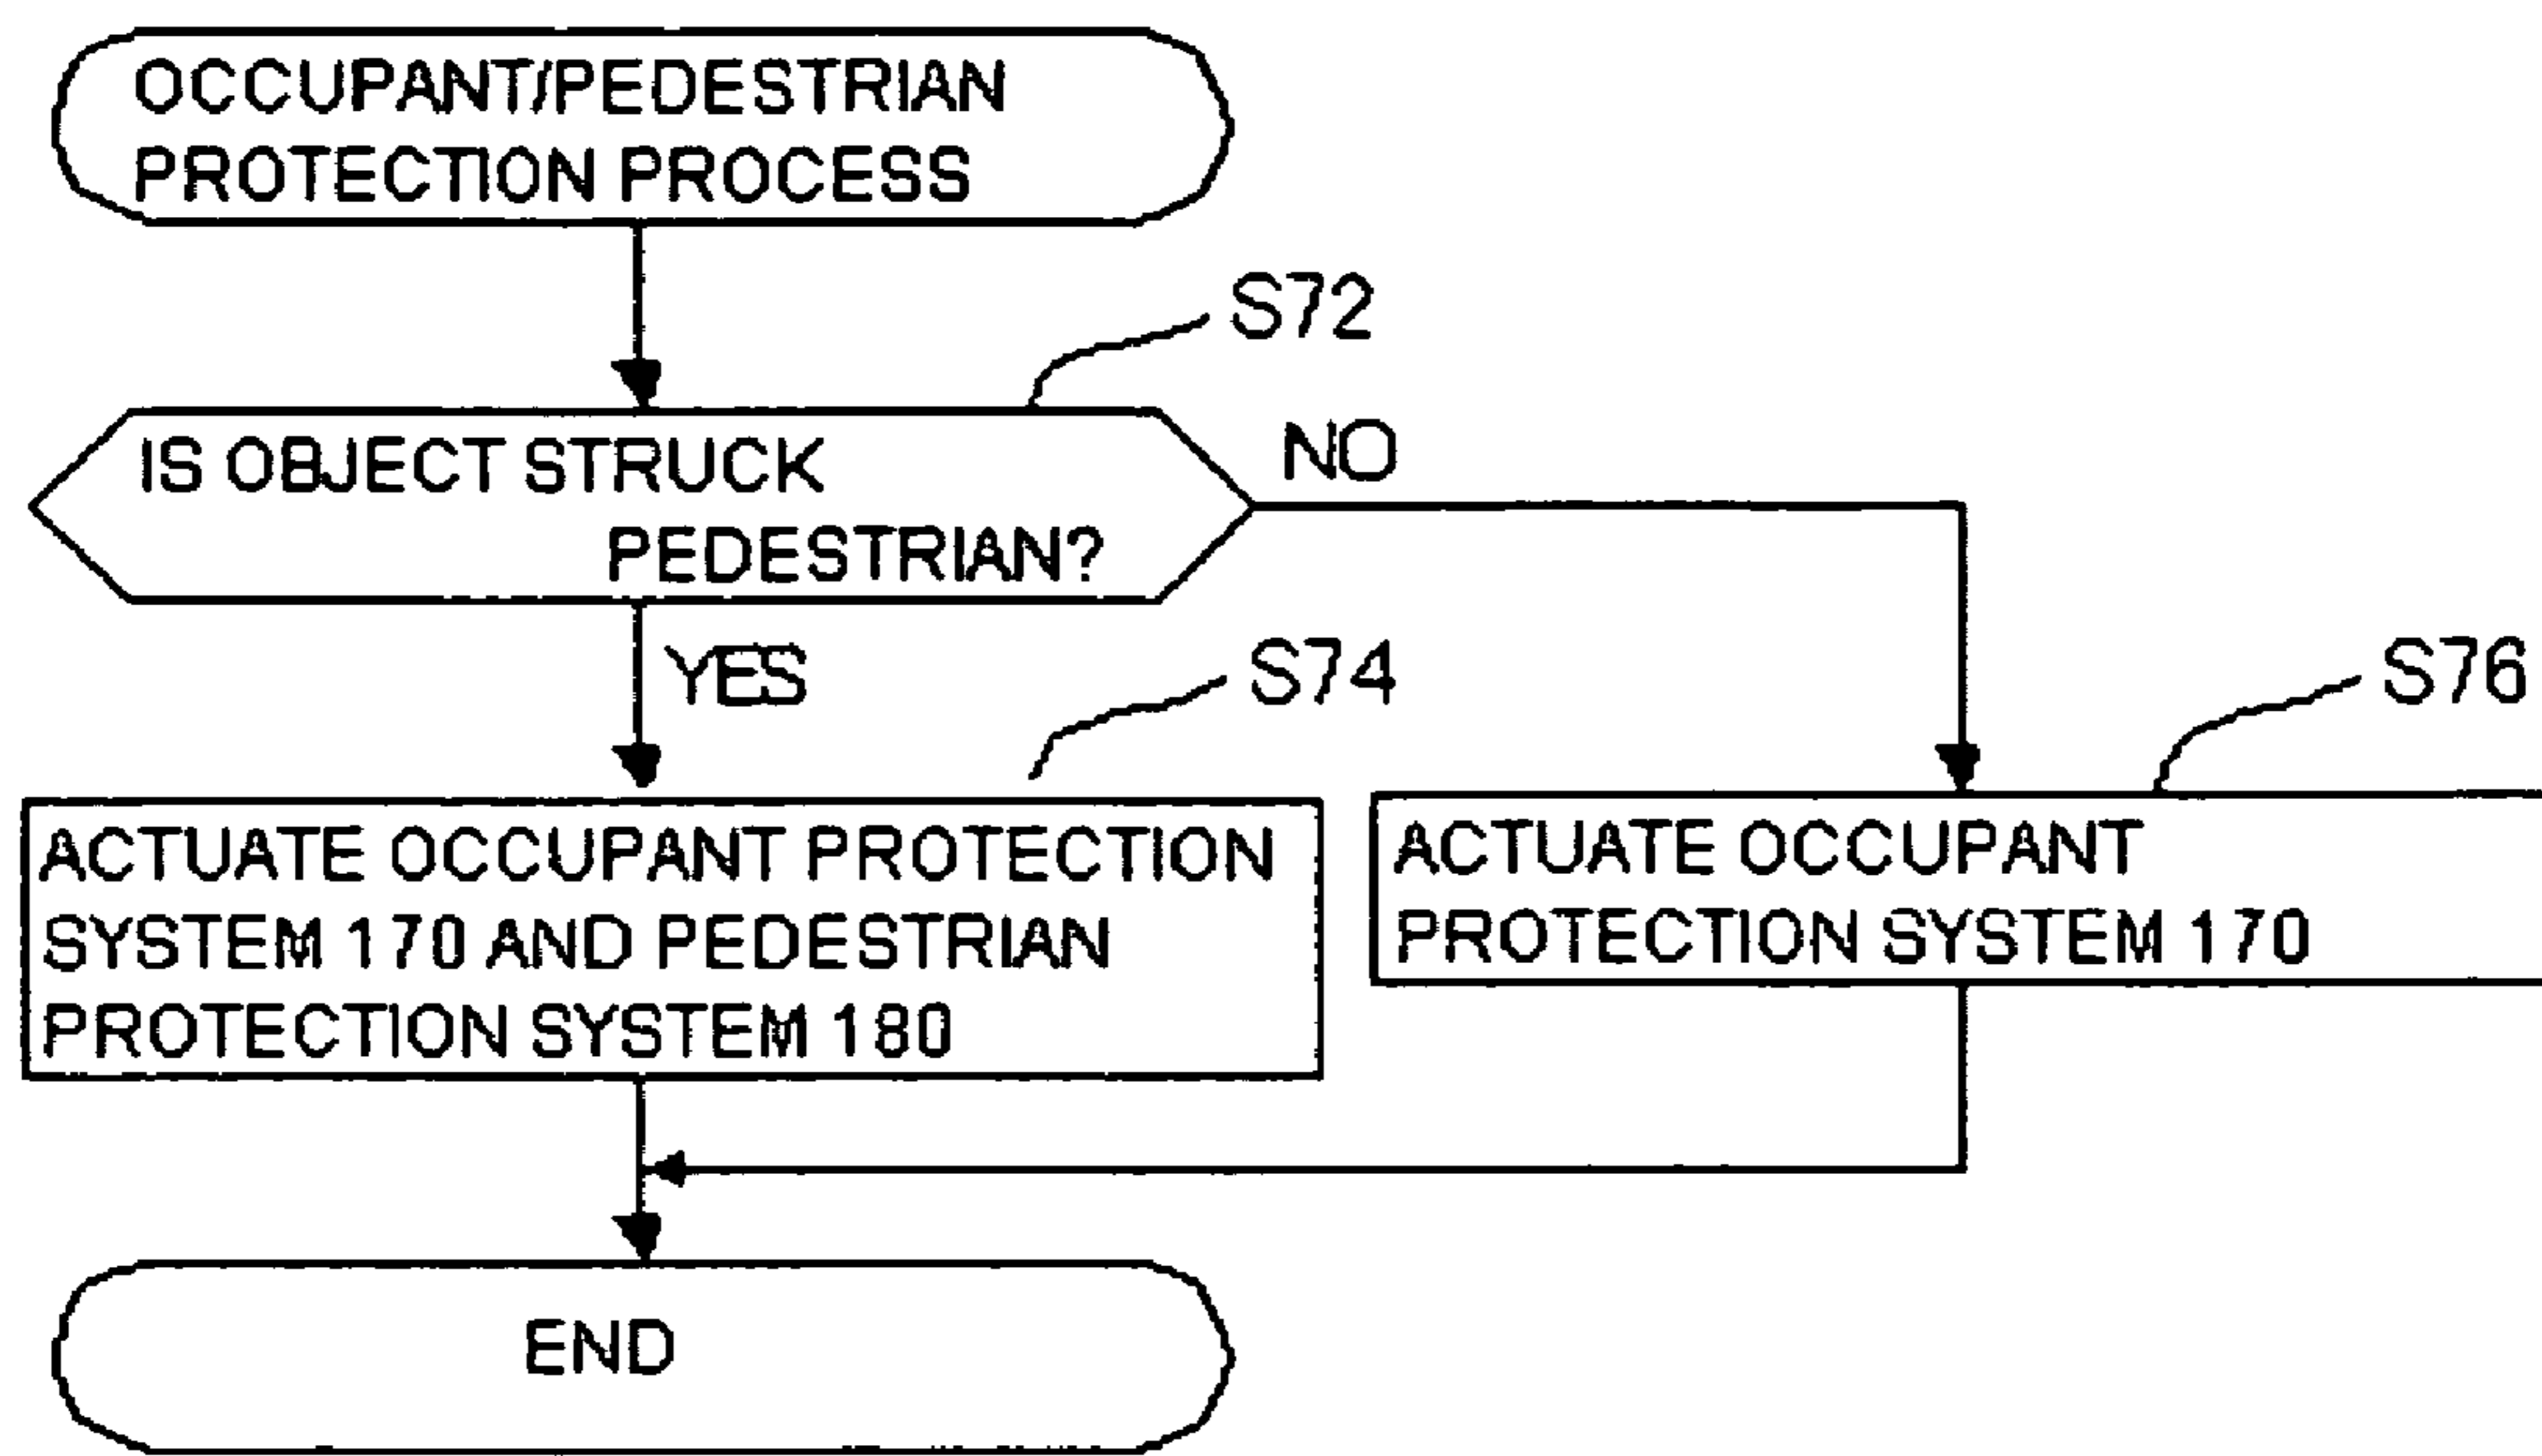 OCCUPANT/PEDESTRIAN
PROTECTION PROCESS
S72
IS OBJECT STRUCK
PEDESTRIAN?
NO
YES
S74
S76
ACTUATE OCCUPANT PROTECTION
SYSTEM 170 AND PEDESTRIAN
PROTECTION SYSTEM 180
ACTUATE OCCUPANT
PROTECTION SYSTEM 170
END